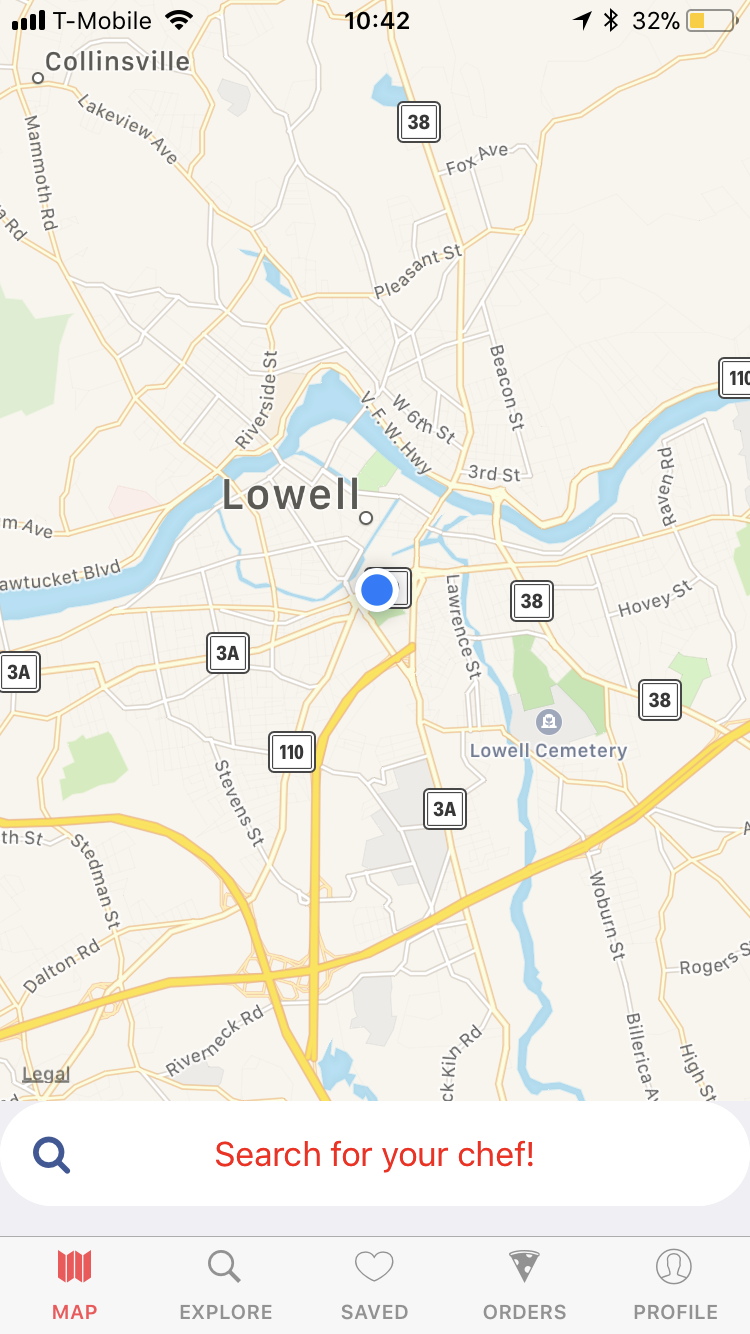 T-Mobile 10:42 32%
Collinsville
38
Lakeview Ave
Mammoth Rd
Fox Ave
Rd
Pleasant St
Riverside St
Beacon St
110
V. F. W. Hwy
W 6th St
3rd St
Raven Rd
Lowell
Ave
awtucket Blvd
Lawrence St
38
Hovey St
3A
3A
38
Lowell Cemetery
110
Stevens St
3A
th St
Stedman St
Woburn St
Dalton Rd
Rogers S
Riverneck Rd
ck-Kiln Rd
Billerica A
High St
Legal
Search for your chef!
MAP EXPLORE SAVED ORDERS PROFILE